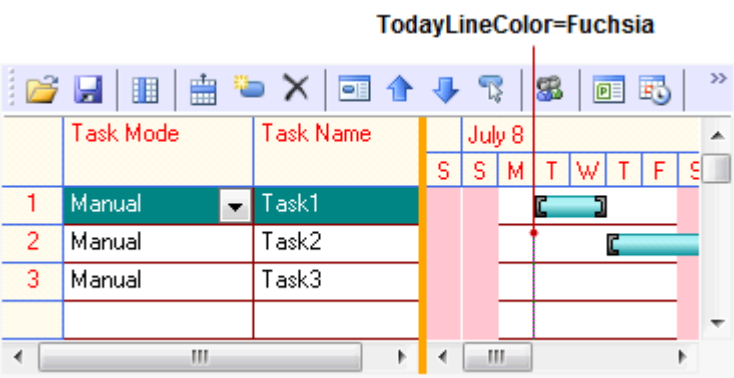 TodayLineColor=Fuchsia
Task Mode Task Name July 8
S S M T W T F S
1 Manual Task1
2 Manual Task2
3 Manual Task3